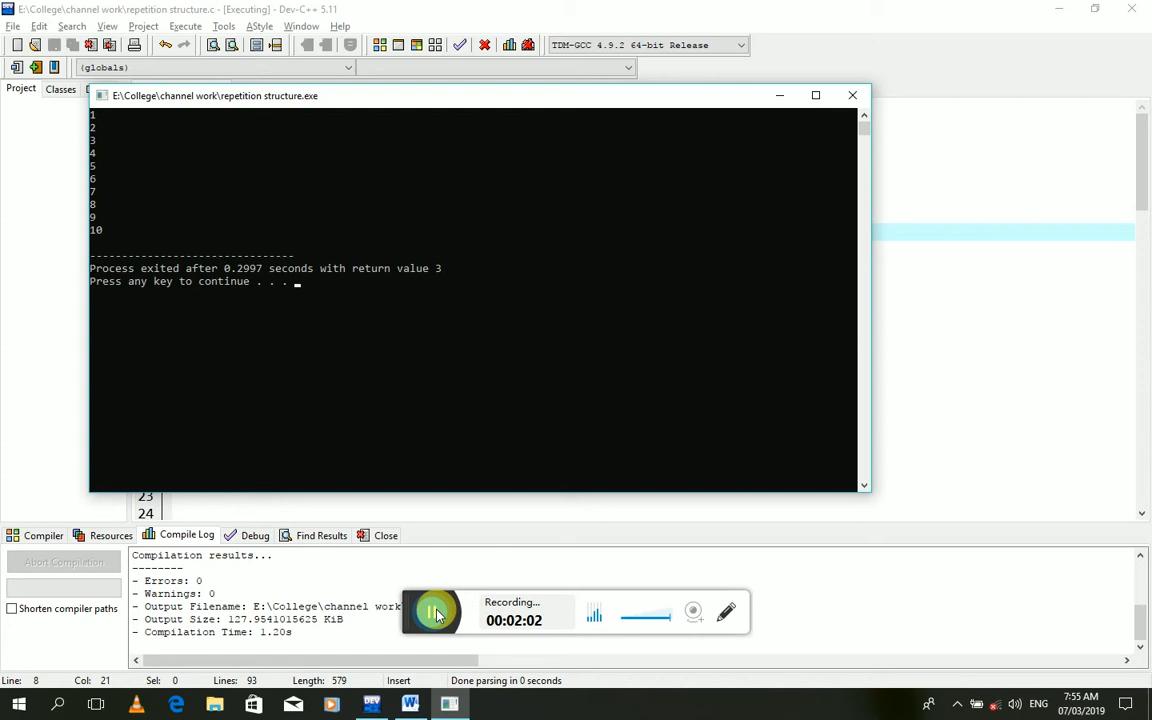 E:\College\channel work\repetition structure.c - [Executing] - Dev-C++ 5.11
File Edit Search View Project Execute Tools AStyle Window Help
TDM-GCC 4.9.2 64-bit Release
(globals)
Project Classes
E:\College\channel work\repetition structure.exe
1
2
3
4
5
6
7
8
9
10
--------------------------------
Process exited after 0.2997 seconds with return value 3
Press any key to continue . . .
23
24
Compiler Resources Compile Log Debug Find Results Close
Abort Compilation
Shorten compiler paths
Compilation results...
--------
- Errors: 0
- Warnings: 0
- Output Filename: E:\College\channel work
- Output Size: 127.9541015625 KiB
- Compilation Time: 1.20s
Recording...
00:02:02
Line: 8 Col: 21 Sel: 0 Lines: 93 Length: 579 Insert Done parsing in 0 seconds
DEV
ENG
7:55 AM
07/03/2019